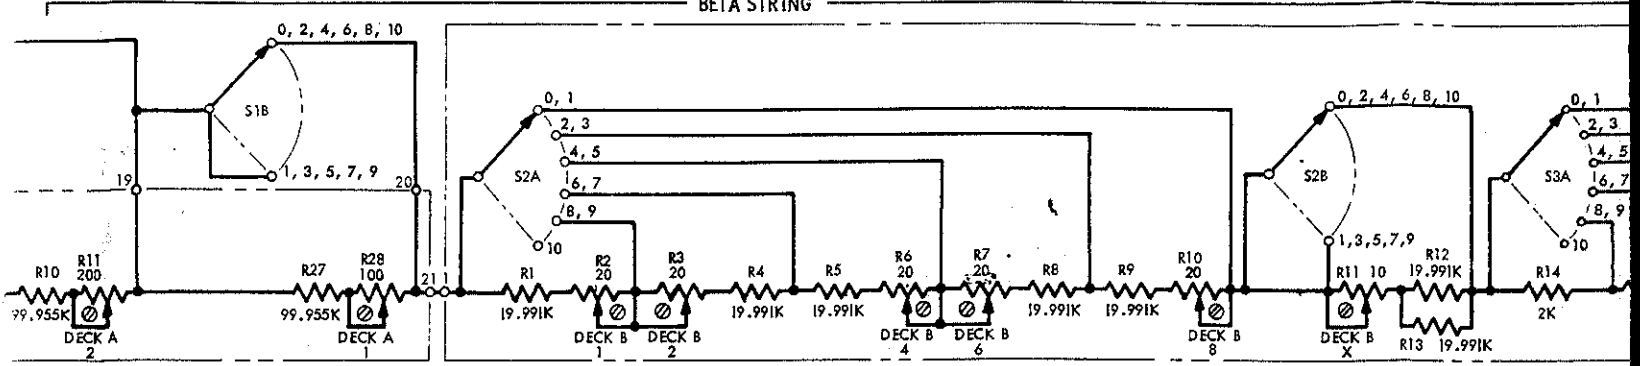 BETA STRING
0, 2, 4, 6, 8, 10
S1B
1, 3, 5, 7, 9
19
20
R10
R11
200
99.955K
DECK A
2
R27
R28
100
99.955K
DECK A
1
21
1
0, 1
2, 3
4, 5
S2A
6, 7
8, 9
10
R1
19.991K
R2
20
DECK B
1
R3
20
DECK B
2
R4
19.991K
R5
19.991K
R6
20
DECK B
4
R7
20
DECK B
6
R8
19.991K
R9
19.991K
R10
20
DECK B
8
0, 2, 4, 6, 8, 10
S2B
1,3,5,7,9
R11 10
DECK B
X
R12
19.991K
R13 19.991K
0, 1
2, 3
4, 5
S3A
6, 7
8, 9
10
R14
2K